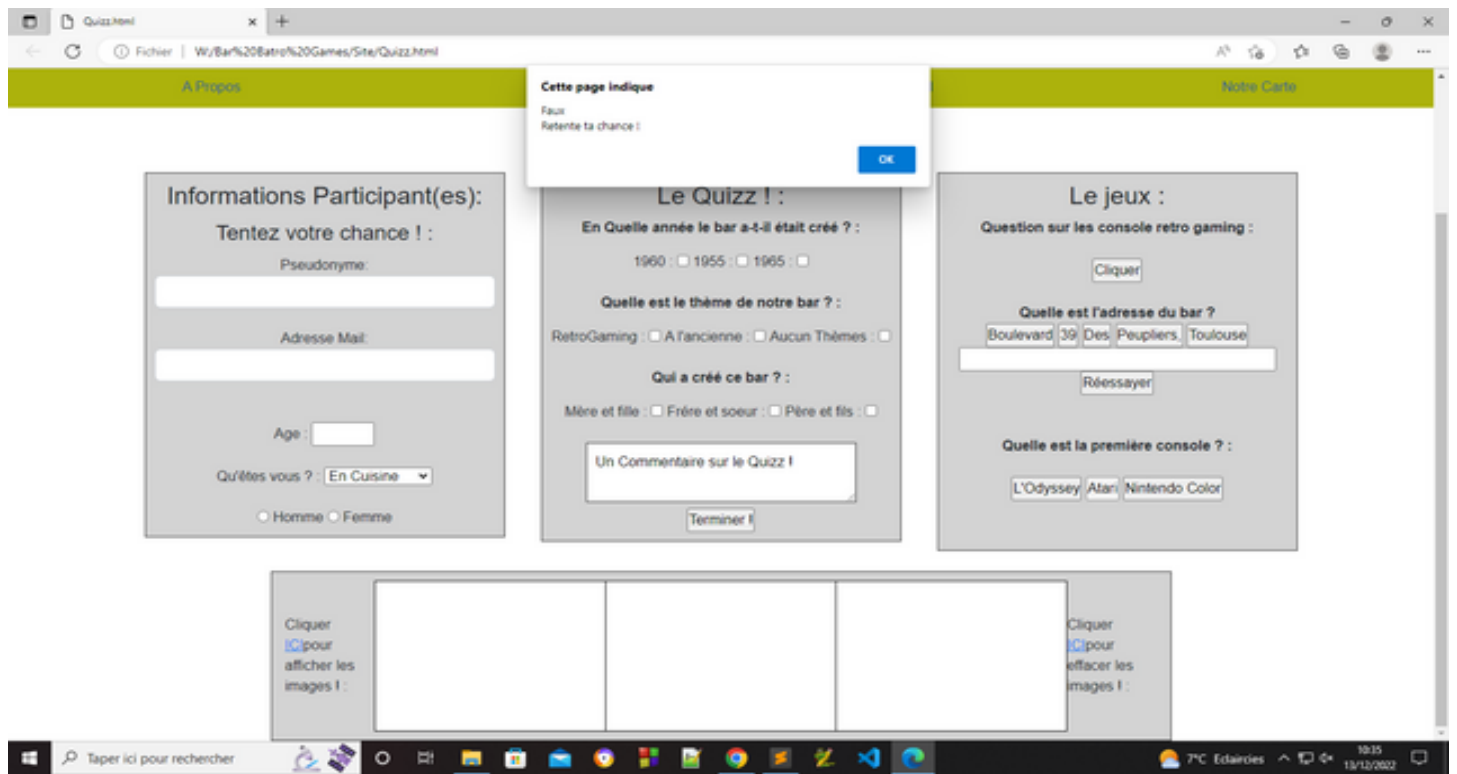 Quizz.html
Fichier | W:/Bar%20Batro%20Games/Site/Quizz.html
A Propos
Notre Carte
Cette page indique
Faux
Retente ta chance !
OK
Informations Participant(es):
Tentez votre chance ! :
Pseudonyme:
Adresse Mail:
Age :
Qu'êtes vous ? : En Cuisine
Homme Femme
Le Quizz ! :
En Quelle année le bar a-t-il était créé ? :
1960 : 1955 : 1965 :
Quelle est le thème de notre bar ? :
RetroGaming : A l'ancienne : Aucun Thèmes :
Qui a créé ce bar ? :
Mère et fille : Frére et soeur : Père et fils :
Un Commentaire sur le Quizz !
Terminer !
Le jeux :
Question sur les console retro gaming :
Cliquer
Quelle est l'adresse du bar ?
Boulevard 39 Des Peupliers, Toulouse
Réessayer
Quelle est la première console ? :
L'Odyssey Atari Nintendo Color
Cliquer
ICIpour
afficher les
images ! :
Cliquer
ICIpour
effacer les
images ! :
Taper ici pour rechercher
7°C Eclaircies
10:35
13/12/2022